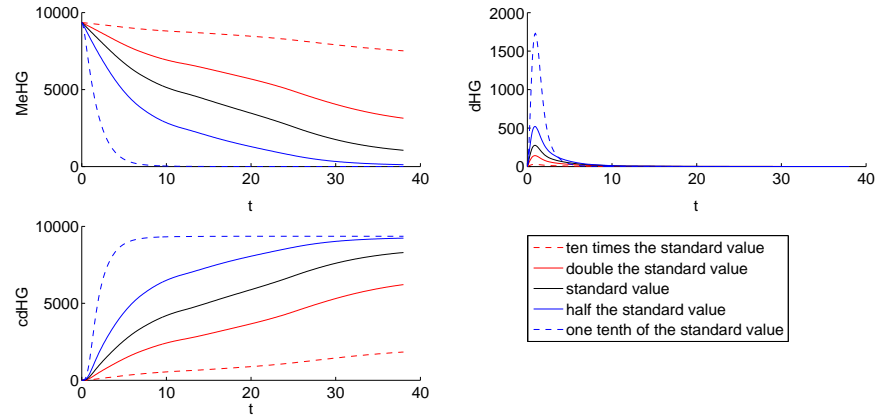 10000
5000
0
MeHG
0
10
20
30
40
t
2000
1500
1000
500
0
dHG
0
10
20
30
40
t
10000
5000
0
cdHG
0
10
20
30
40
t
ten times the standard value
double the standard value
standard value
half the standard value
one tenth of the standard value